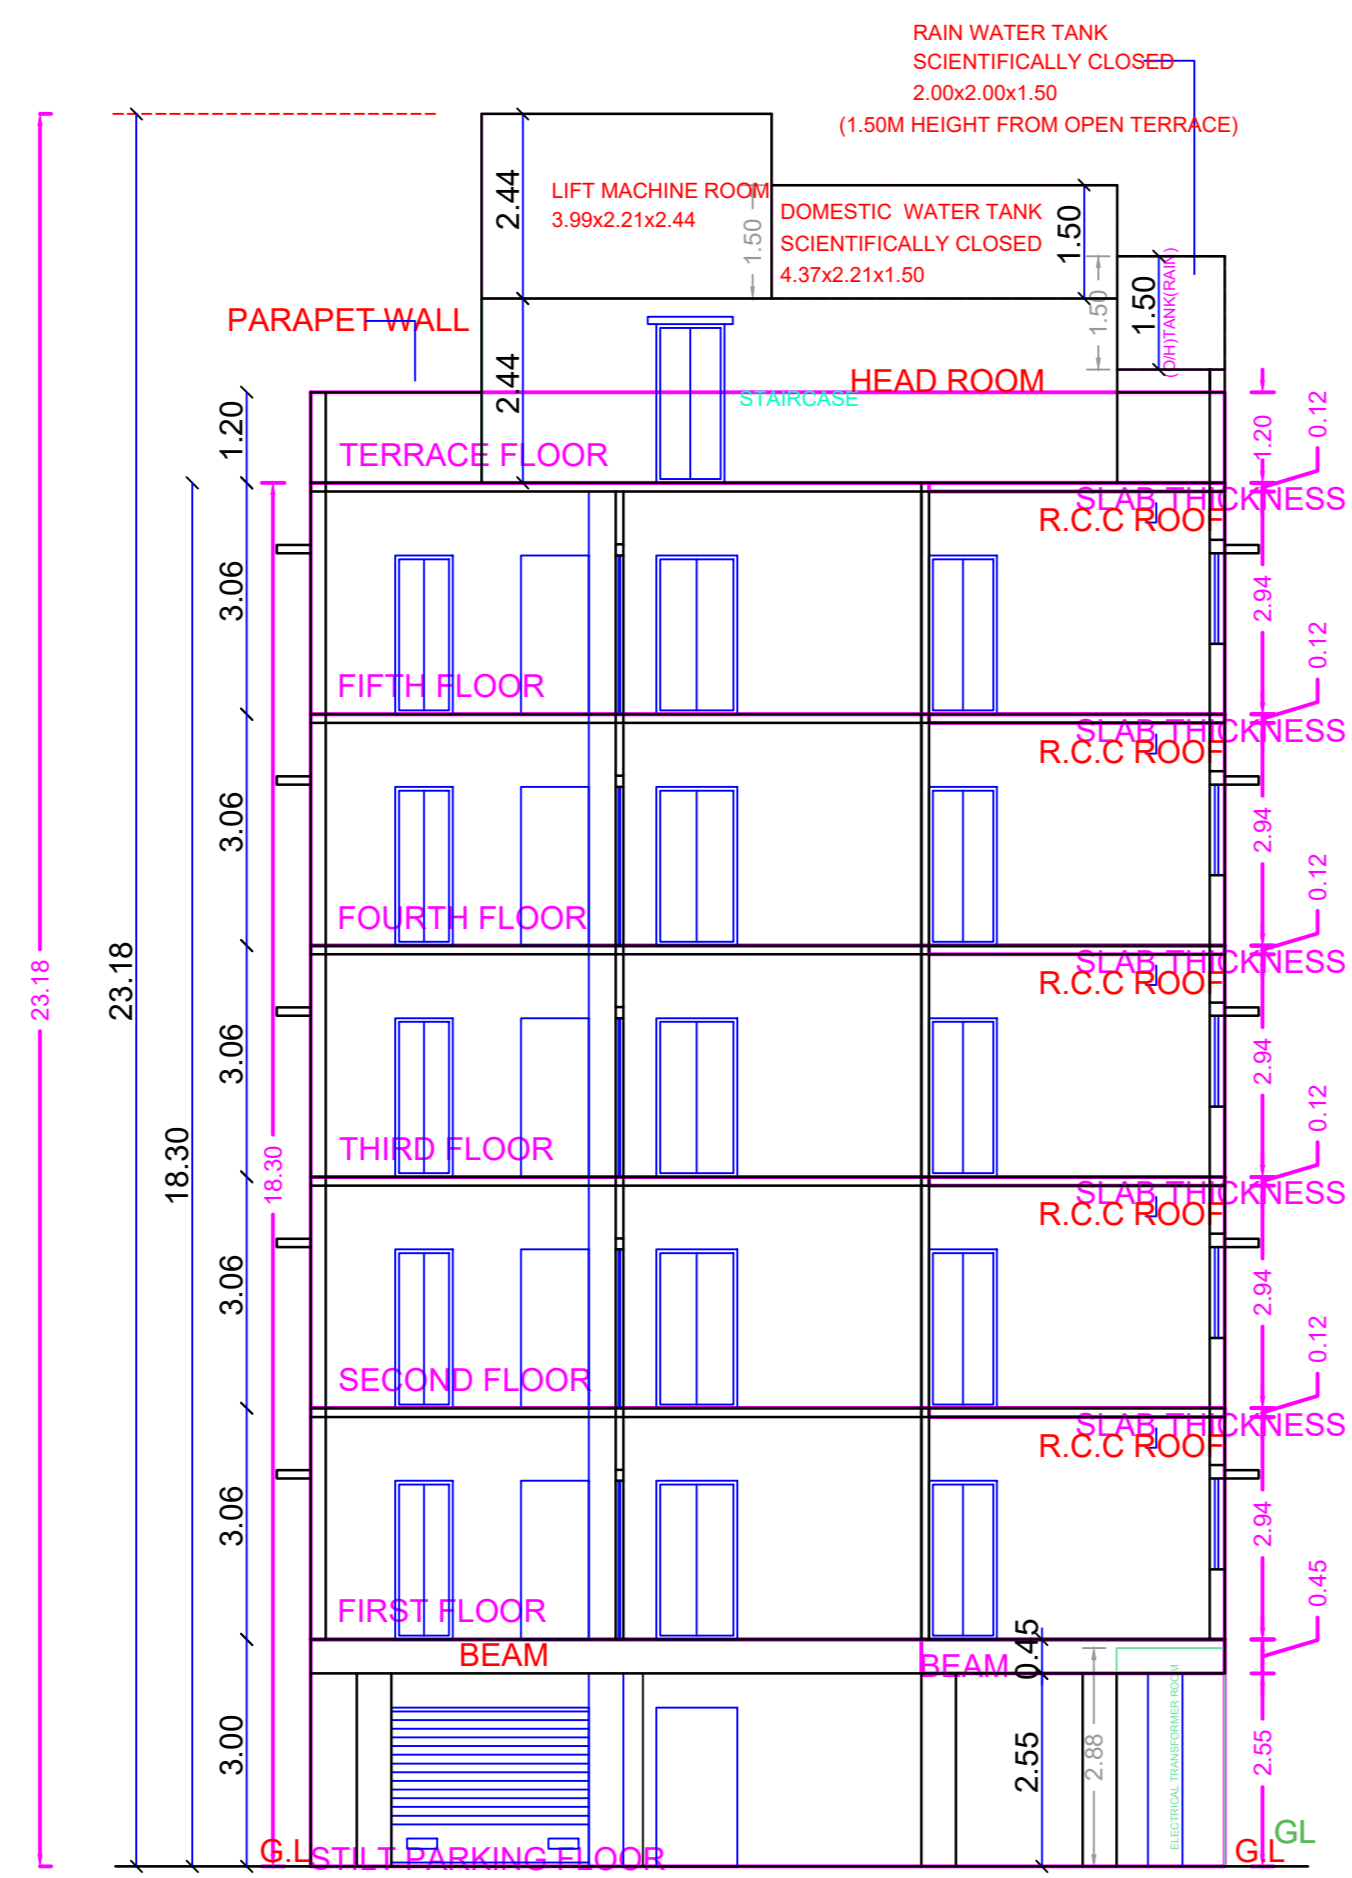 RAIN WATER TANK
SCIENTIFICALLY CLOSED
2.00x2.00x1.50
(1.50M HEIGHT FROM OPEN TERRACE)
2.44
LIFT MACHINE ROOM
3.99x2.21x2.44
1.50
DOMESTIC WATER TANK
SCIENTIFICALLY CLOSED
4.37x2.21x1.50
1.50
1.50
1.50
(O/H)TANK(RAIN)
PARAPET WALL
2.44
HEAD ROOM
STAIRCASE
1.20
TERRACE FLOOR
1.20
0.12
SLAB THICKNESS
R.C.C ROOF
3.06
2.94
FIFTH FLOOR
0.12
SLAB THICKNESS
R.C.C ROOF
3.06
2.94
FOURTH FLOOR
0.12
SLAB THICKNESS
R.C.C ROOF
23.18
23.18
3.06
2.94
THIRD FLOOR
0.12
SLAB THICKNESS
R.C.C ROOF
18.30
18.30
3.06
2.94
SECOND FLOOR
0.12
SLAB THICKNESS
R.C.C ROOF
3.06
2.94
FIRST FLOOR
0.45
BEAM
BEAM
0.45
3.00
2.55
2.88
ELECTRICAL TRANSFORMER ROOM
2.55
GL
G.L
STILT PARKING FLOOR
G.L